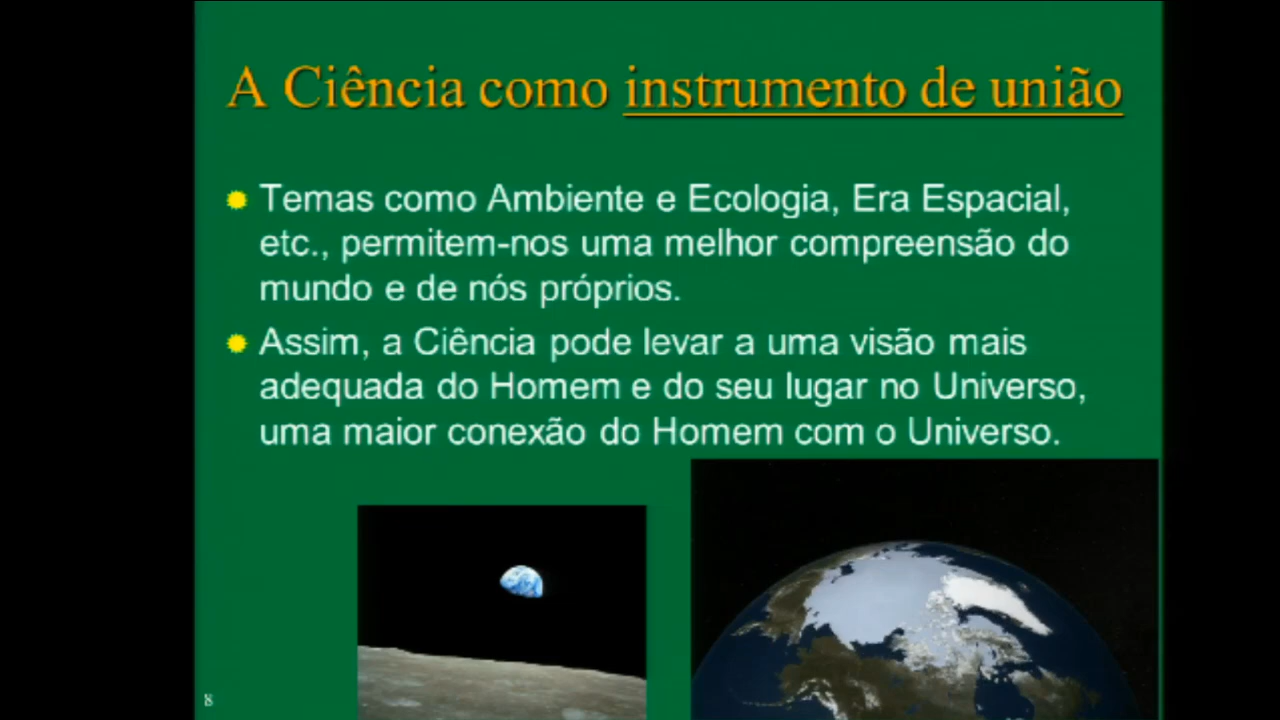 A Ciência como instrumento de união
Temas como Ambiente e Ecologia, Era Espacial,
etc., permitem-nos uma melhor compreensão do
mundo e de nós próprios.
Assim, a Ciência pode levar a uma visão mais
adequada do Homem e do seu lugar no Universo,
uma maior conexão do Homem com o Universo.
8